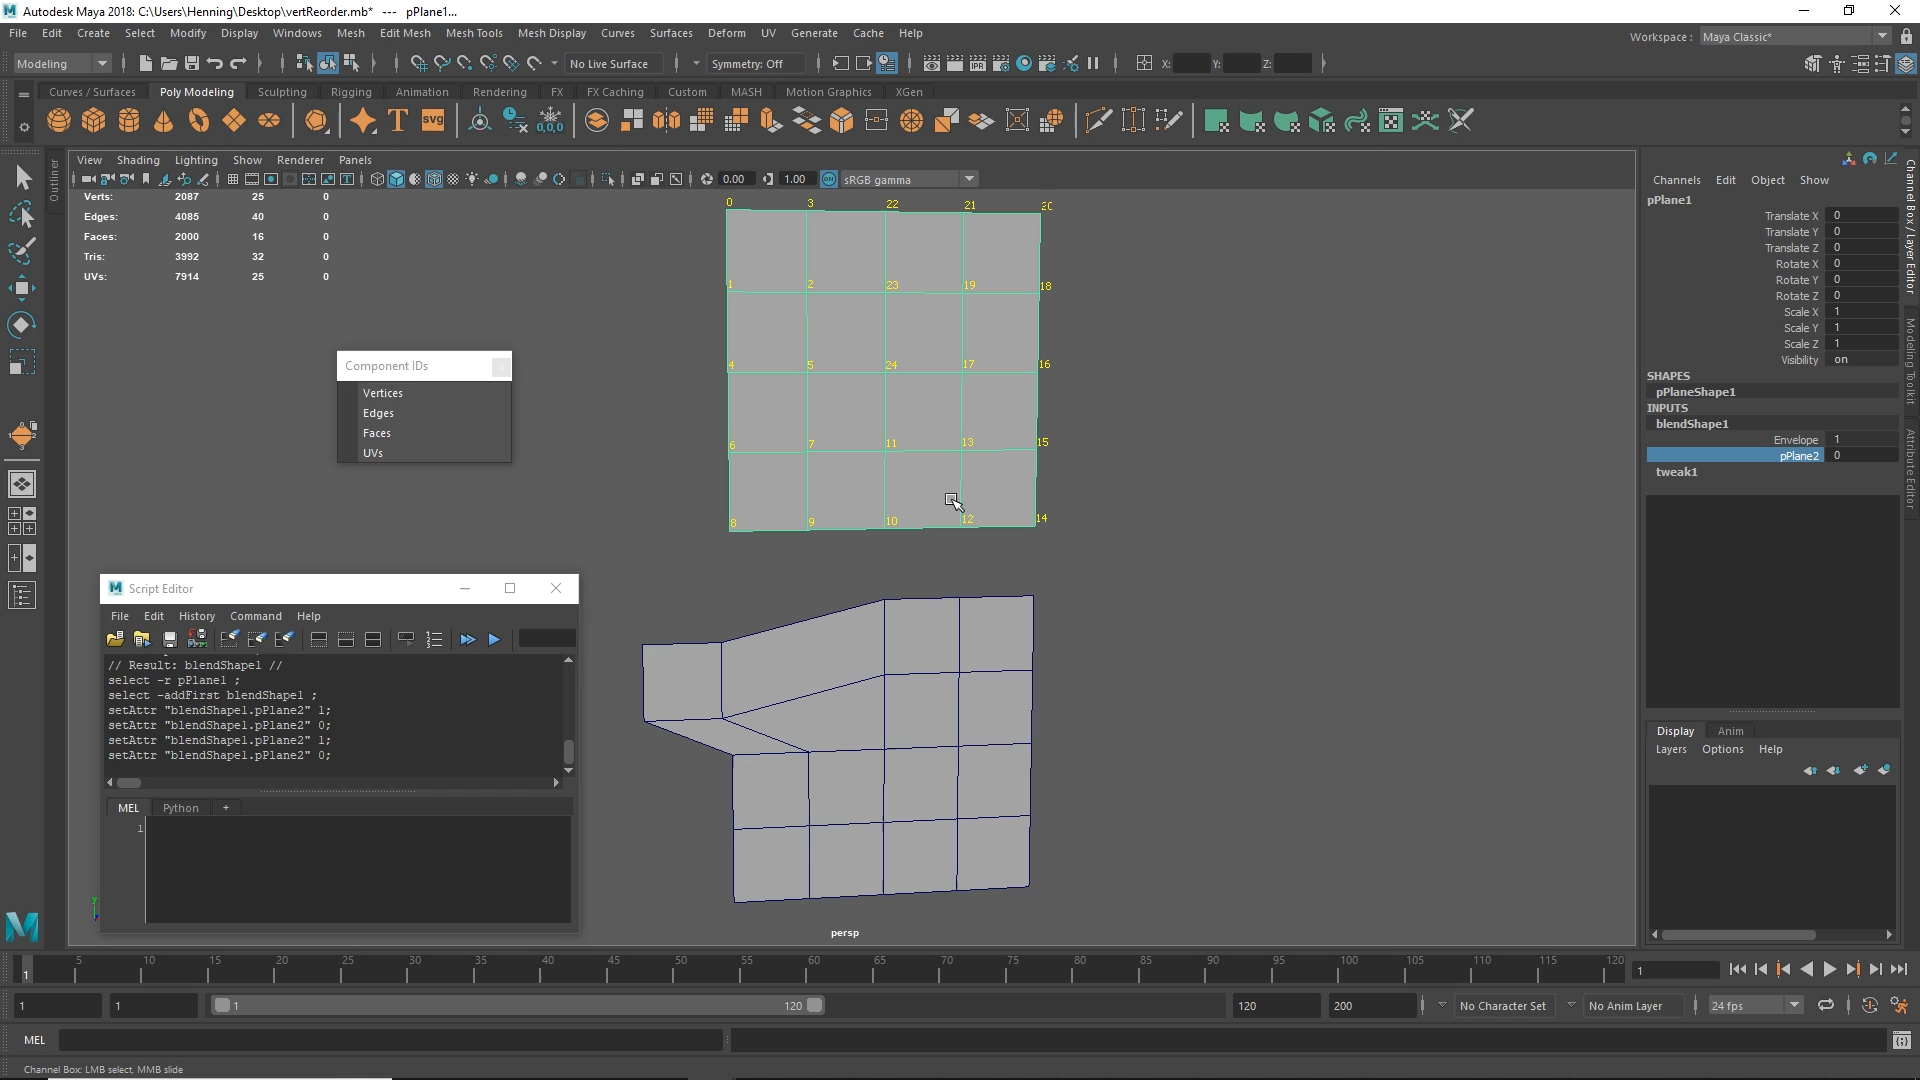 Autodesk Maya 2018: C:\Users\Henning\Desktop\vertReorder.mb* --- pPlane1...
File Edit Create Select Modify Display Windows Mesh Edit Mesh Mesh Tools Mesh Display Curves Surfaces Deform UV Generate Cache Help
Workspace : Maya Classic*
Modeling No Live Surface Symmetry: Off X: Y: Z:
Curves / Surfaces Poly Modeling Sculpting Rigging Animation Rendering FX FX Caching Custom MASH Motion Graphics XGen
View Shading Lighting Show Renderer Panels
0.00 1.00 sRGB gamma
Outliner
Verts: 2087 25 0
Edges: 4085 40 0
Faces: 2000 16 0
Tris: 3992 32 0
UVs: 7914 25 0
0 3 22 21 20
1 2 23 19 18
4 5 24 17 16
6 7 11 13 15
8 9 10 12 14
Component IDs
Vertices
Edges
Faces
UVs
Script Editor
File Edit History Command Help
// Result: blendShape1 //
select -r pPlane1 ;
select -addFirst blendShape1 ;
setAttr "blendShape1.pPlane2" 1;
setAttr "blendShape1.pPlane2" 0;
setAttr "blendShape1.pPlane2" 1;
setAttr "blendShape1.pPlane2" 0;
MEL Python +
1
persp
Channels Edit Object Show
pPlane1
Translate X 0
Translate Y 0
Translate Z 0
Rotate X 0
Rotate Y 0
Rotate Z 0
Scale X 1
Scale Y 1
Scale Z 1
Visibility on
SHAPES
pPlaneShape1
INPUTS
blendShape1
Envelope 1
pPlane2 0
tweak1
Channel Box / Layer Editor
Modeling Toolkit
Attribute Editor
Display Anim
Layers Options Help
1 5 10 15 20 25 30 35 40 45 50 55 60 65 70 75 80 85 90 95 100 105 110 115 120 1
1 1 1 120 120 200 No Character Set No Anim Layer 24 fps
MEL
Channel Box: LMB select, MMB slide